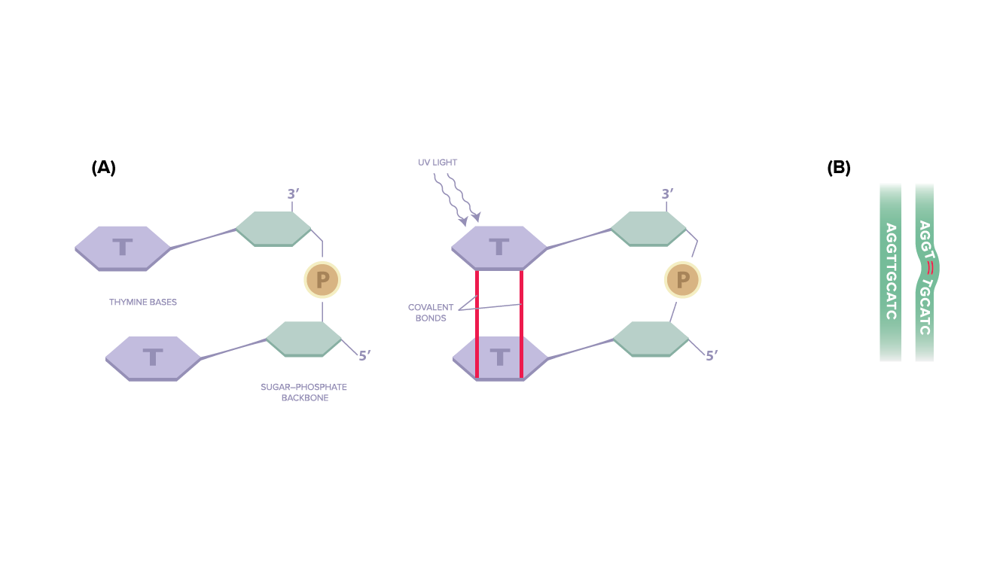 (A)
3′
T
P
THYMINE BASES
T
5′
SUGAR–PHOSPHATE
BACKBONE
UV LIGHT
3′
T
P
COVALENT
BONDS
T
5′
(B)
AGGTTGCATC
AGGT TGCATC